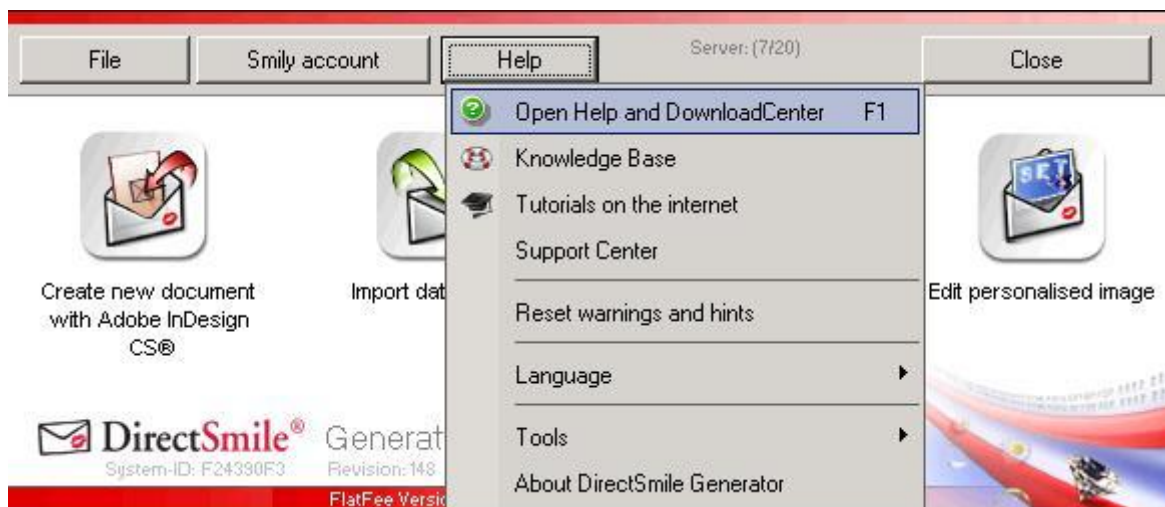 File
Smily account
Help
Server: (7/20)
Close
Open Help and DownloadCenter F1
Knowledge Base
Tutorials on the internet
Support Center
Reset warnings and hints
Language
Tools
About DirectSmile Generator
Create new document
with Adobe InDesign
CS®
Import dat
SET
Edit personalised image
DirectSmile® Generat
System-ID: F24390F3 Revision: 148
FlatFee Versio